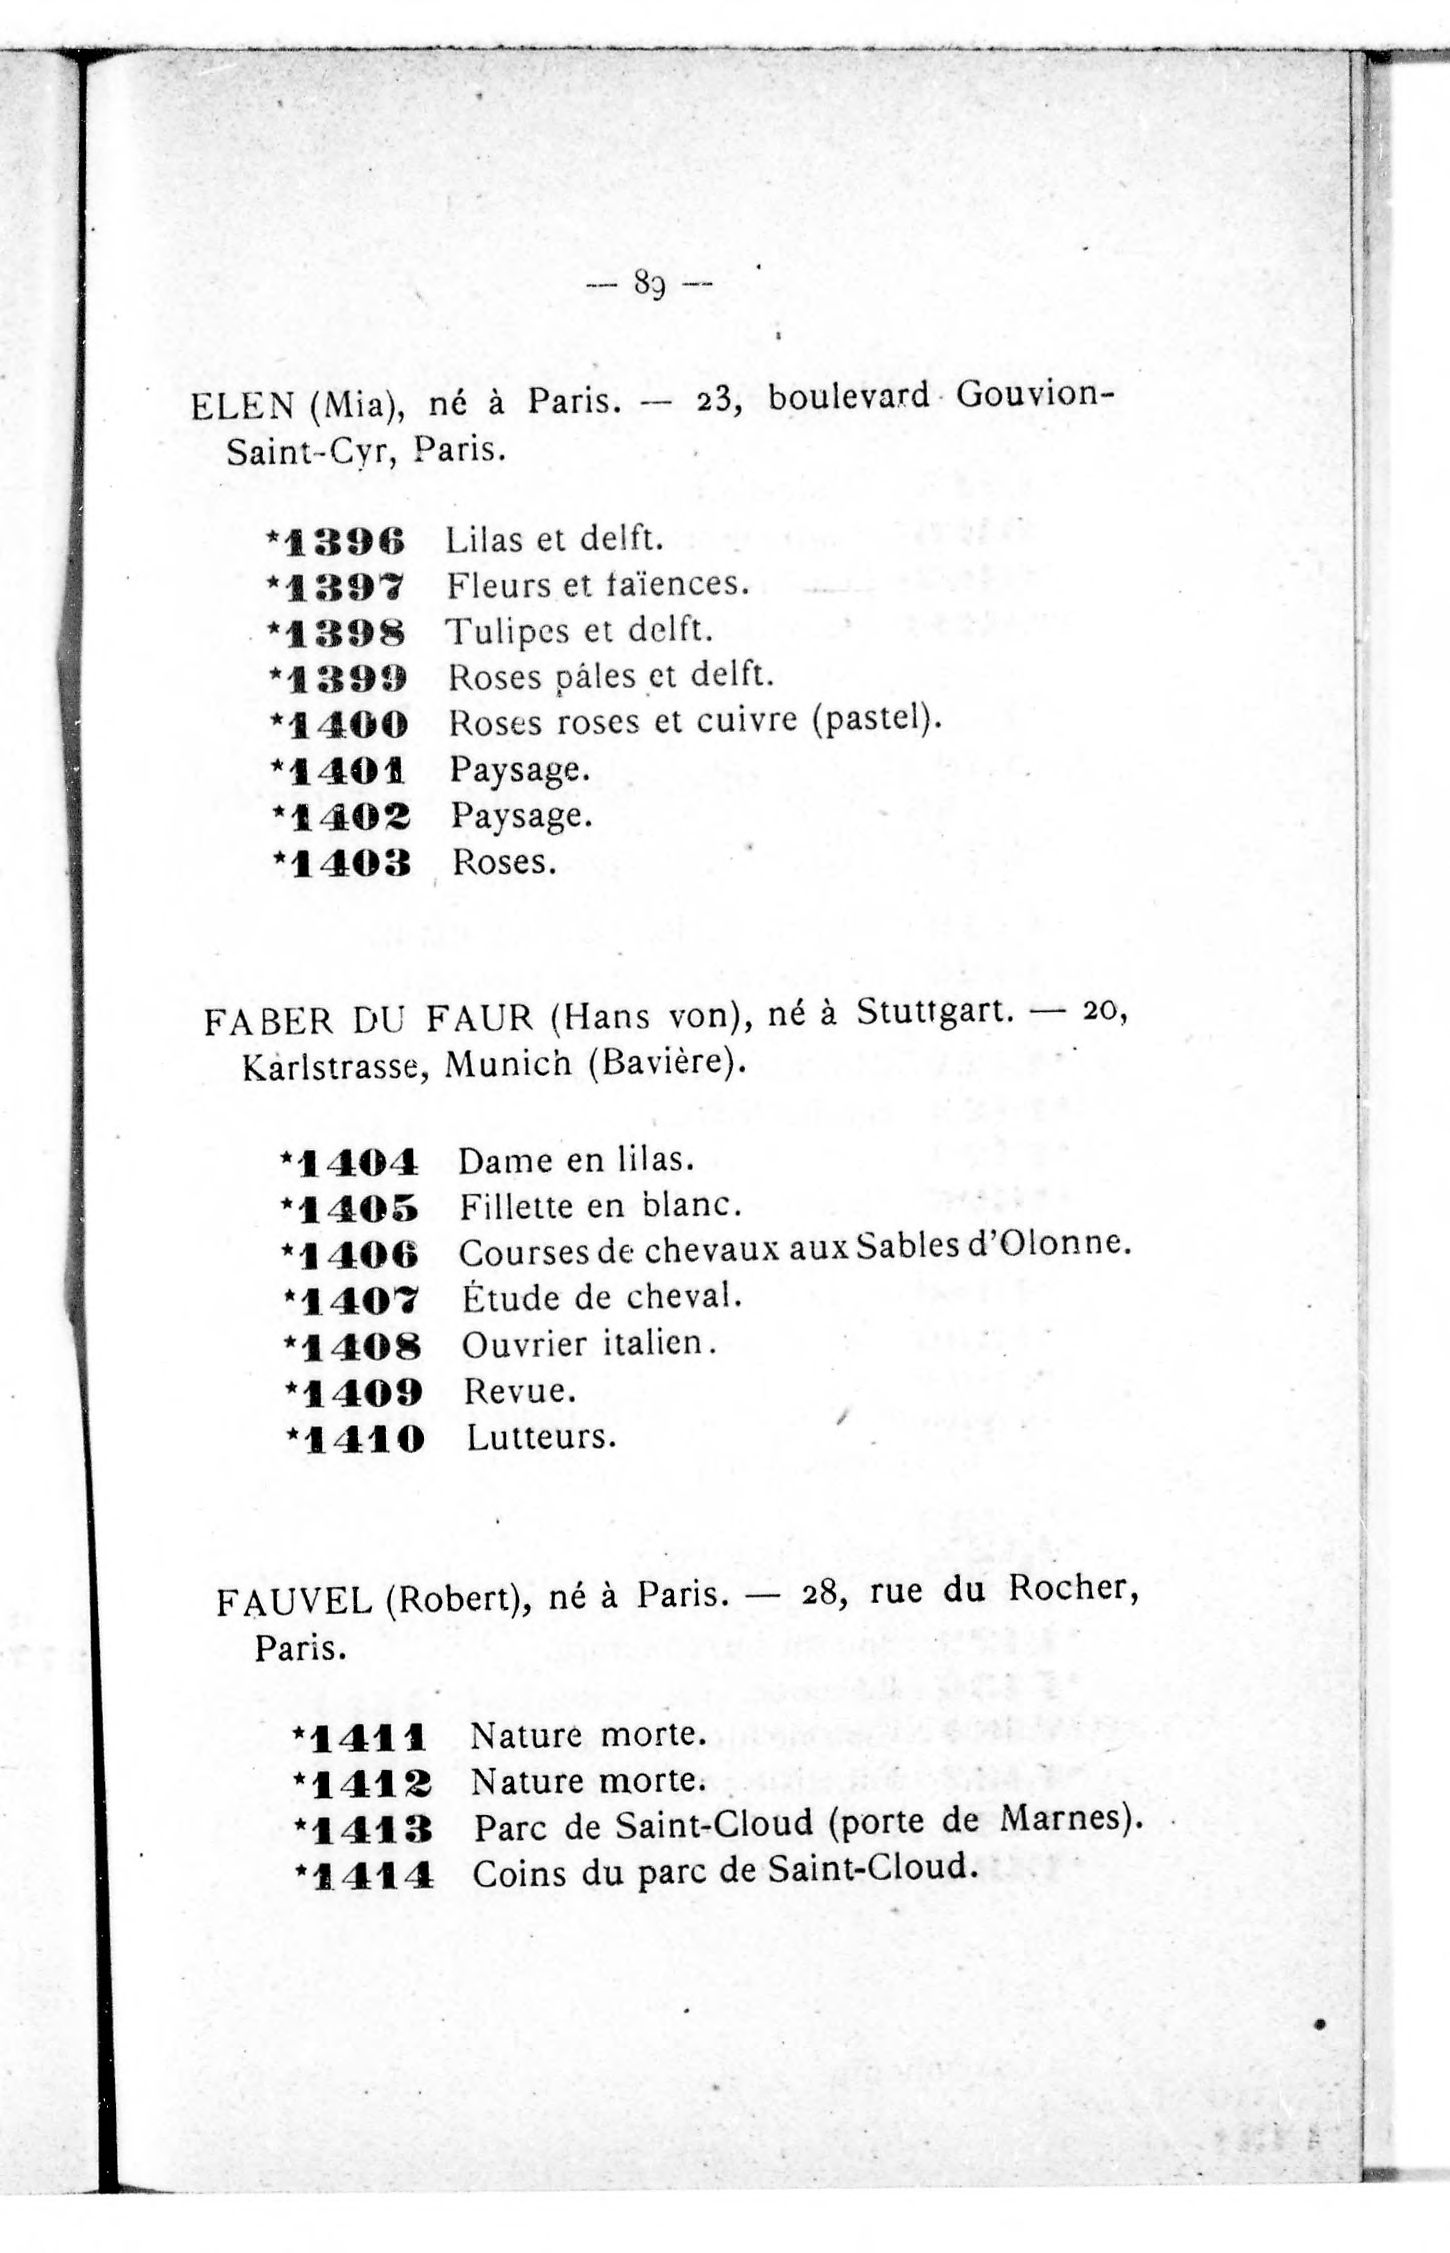 — 89 —
ELEN (Mia), né à Paris. — 23, boulevard Gouvion-
Saint-Cyr, Paris.
*1396 Lilas et delft.
*1397 Fleurs et faïences.
*1398 Tulipes et delft.
*1399 Roses pâles et delft.
*1400 Roses roses et cuivre (pastel).
*1401 Paysage.
*1402 Paysage.
*1403 Roses.
FABER DU FAUR (Hans von), né à Stuttgart. — 20,
Karlstrasse, Munich (Bavière).
*1404 Dame en lilas.
*1405 Fillette en blanc.
*1406 Courses de chevaux aux Sables d'Olonne.
*1407 Étude de cheval.
*1408 Ouvrier italien.
*1409 Revue.
*1410 Lutteurs.
FAUVEL (Robert), né à Paris. — 28, rue du Rocher,
Paris.
*1411 Nature morte.
*1412 Nature morte.
*1413 Parc de Saint-Cloud (porte de Marnes).
*1414 Coins du parc de Saint-Cloud.